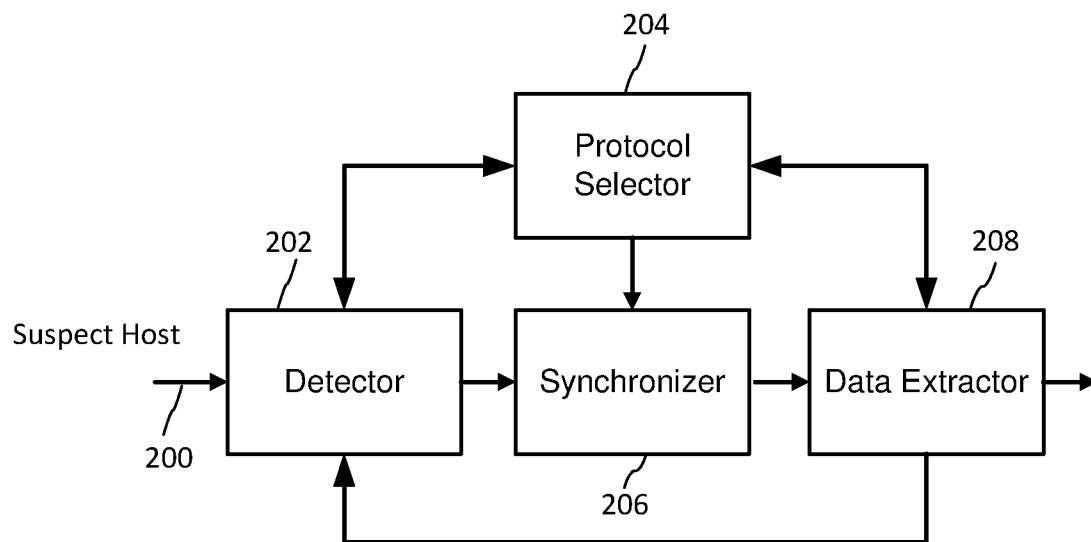 204
Protocol
Selector
202
208
Suspect Host
Detector
Synchronizer
Data Extractor
200
206